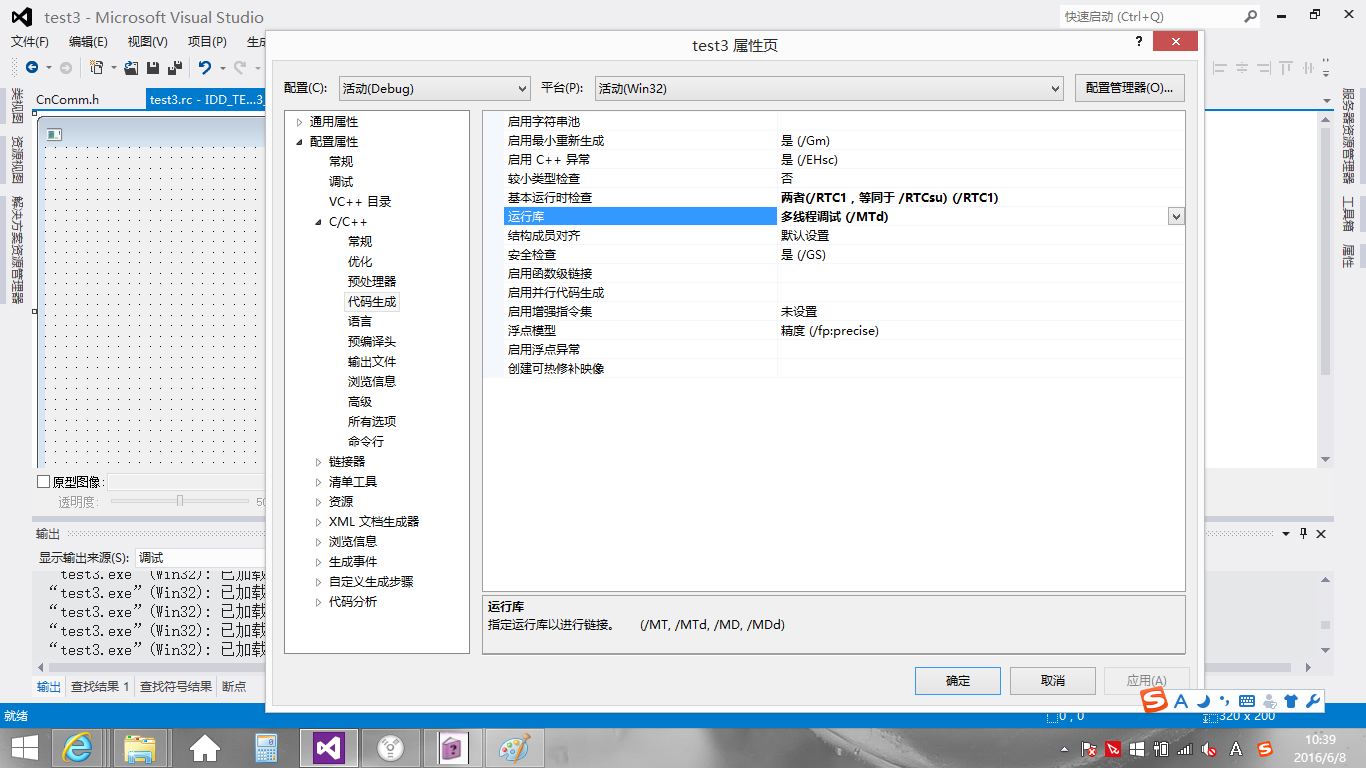 test3 - Microsoft Visual Studio
快速启动 (Ctrl+Q)
文件(F) 编辑(E) 视图(V) 项目(P)
test3 属性页
?
配置(C): 活动(Debug) 平台(P): 活动(Win32) 配置管理器(O)...
CnComm.h test3.rc - IDD_TE...3_
类视图
资源视图
解决方案资源管理器
通用属性
配置属性
常规
调试
VC++ 目录
C/C++
常规
优化
预处理器
代码生成
语言
预编译头
输出文件
浏览信息
高级
所有选项
命令行
链接器
清单工具
资源
XML 文档生成器
浏览信息
生成事件
自定义生成步骤
代码分析
启用字符串池
启用最小重新生成 是 (/Gm)
启用 C++ 异常 是 (/EHsc)
较小类型检查 否
基本运行时检查 两者(/RTC1，等同于 /RTCsu) (/RTC1)
运行库 多线程调试 (/MTd)
结构成员对齐 默认设置
安全检查 是 (/GS)
启用函数级链接
启用并行代码生成
启用增强指令集 未设置
浮点模型 精度 (/fp:precise)
启用浮点异常
创建可热修补映像
运行库
指定运行库以进行链接。 (/MT, /MTd, /MD, /MDd)
确定 取消 应用(A)
服务器资源管理器
工具箱
属性
原型图像:
透明度: 50
输出
显示输出来源(S): 调试
test3.exe” (Win32): 已加载
“test3.exe” (Win32): 已加载
“test3.exe” (Win32): 已加载
“test3.exe” (Win32): 已加载
“test3.exe” (Win32): 已加载
输出 查找结果 1 查找符号结果 断点
就绪
0 , 0 320 x 200
S A
A S
10:39
2016/6/8